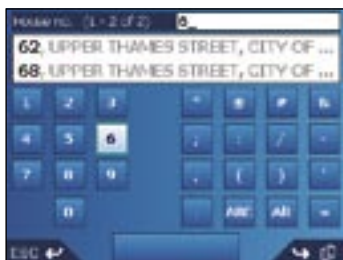 House no. (1 - 2 of 2) 6_
62, UPPER THAMES STREET, CITY OF ...
68, UPPER THAMES STREET, CITY OF ...
1 2 3
4 5 6 ; : / -
7 8 9 . ( ) '
0 ABC
ESC